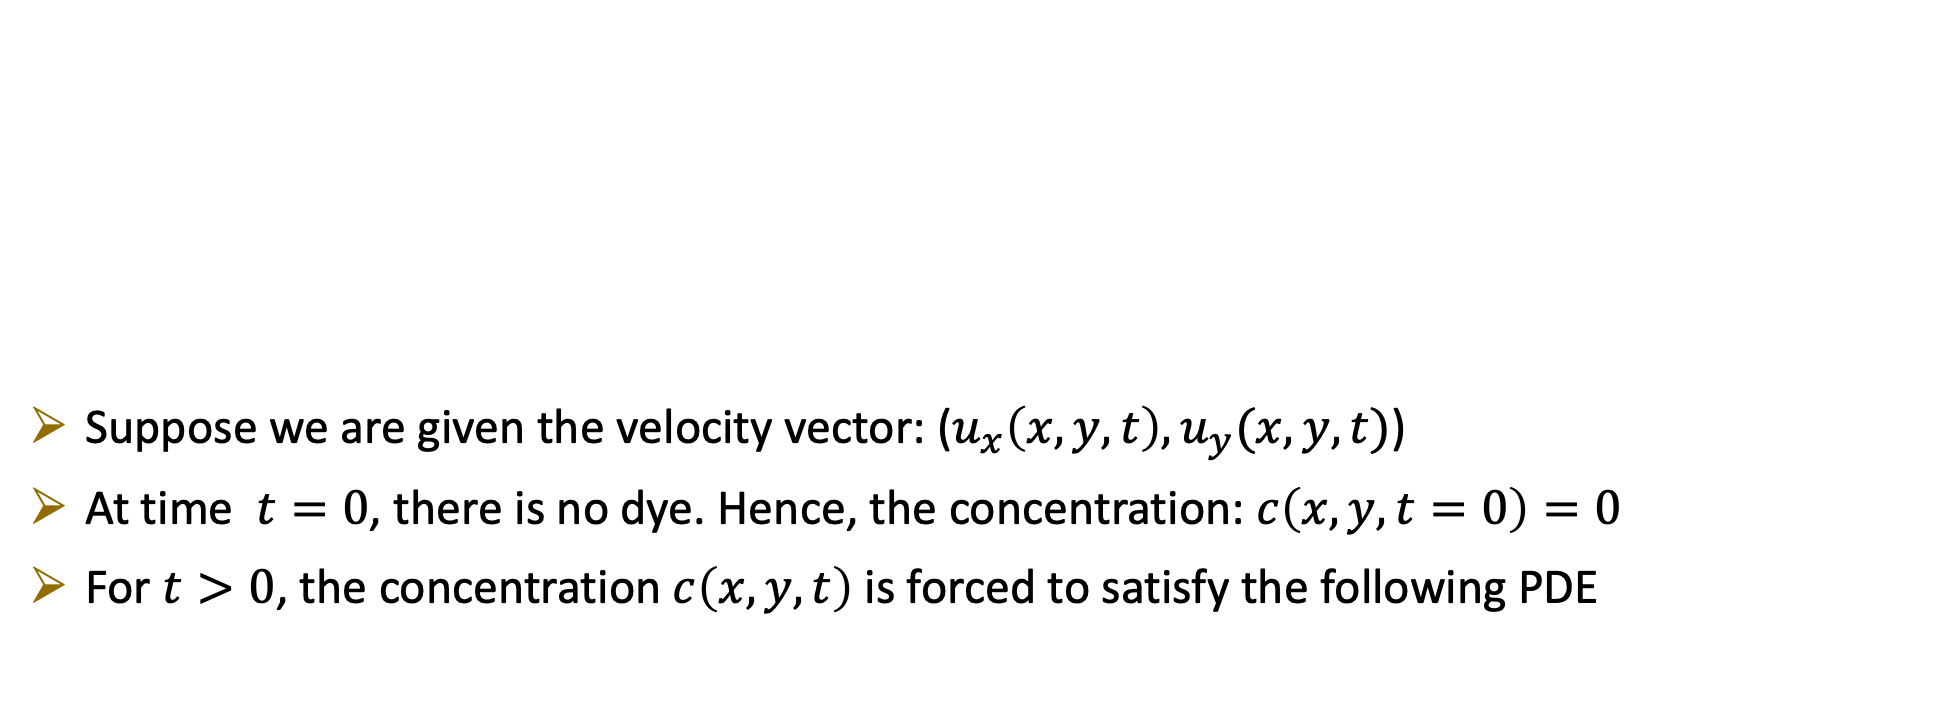 ➢ Suppose we are given the velocity vector: (𝑢ₓ(𝑥, 𝑦, 𝑡), 𝑢_𝑦(𝑥, 𝑦, 𝑡))
➢ At time 𝑡 = 0, there is no dye. Hence, the concentration: 𝑐(𝑥, 𝑦, 𝑡 = 0) = 0
➢ For 𝑡 > 0, the concentration 𝑐(𝑥, 𝑦, 𝑡) is forced to satisfy the following PDE